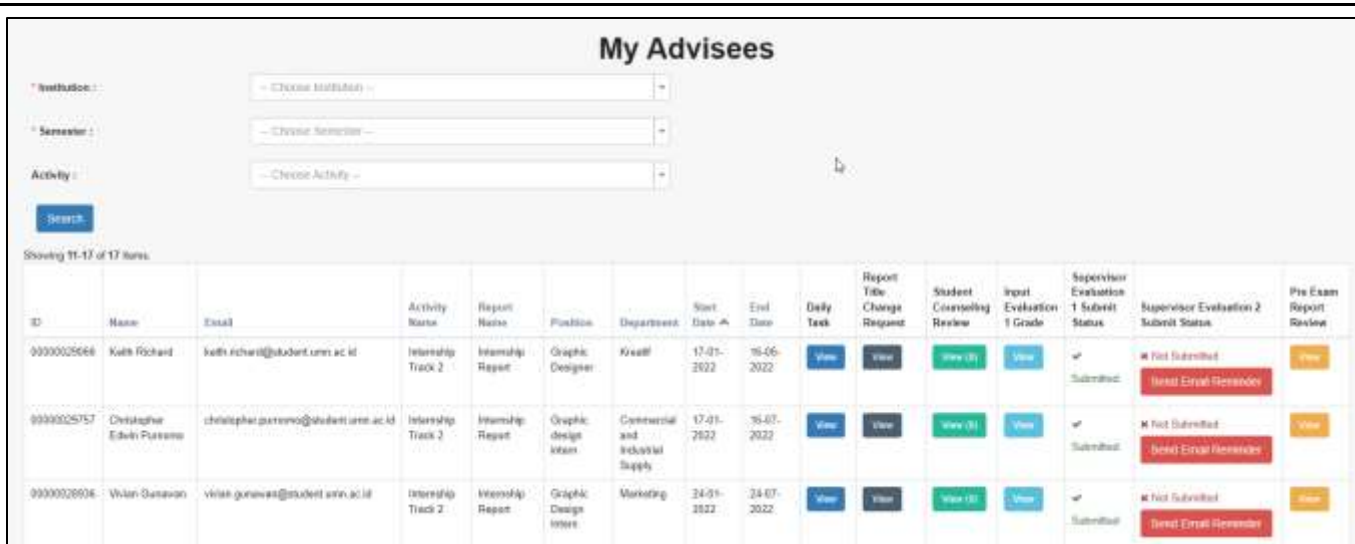 My Advisees
* Institution :
-- Choose Institution --
* Semester :
-- Choose Semester --
Activity :
-- Choose Activity --
Search
Showing 11-17 of 17 items.
ID Name Email Activity Name Report Name Position Department Start Date End Date Daily Task Report Title Change Request Student Counseling Review Input Evaluation 1 Grade Supervisor Evaluation 1 Submit Status Supervisor Evaluation 2 Submit Status Pre Exam Report Review
Keith Richard keith.richard@student.umn.ac.id Internship Track 2 Internship Report Graphic Designer Kreatif 17-01-2022 View View View View ✔ Submitted ✖ Not Submitted Send Email Reminder View
00000029757 Christopher Edwin Purnomo christopher.purnomo@student.umn.ac.id Internship Track 2 Internship Report Graphic design intern Commercial and Industrial Supply 17-01-2022 16-07-2022 View View View View ✔ Submitted ✖ Not Submitted Send Email Reminder View
Vivian Gunawan vivian.gunawan@student.umn.ac.id Internship Track 2 Internship Report Graphic Design Intern Marketing 24-01-2022 24-07-2022 View View View View ✔ Submitted ✖ Not Submitted Send Email Reminder View